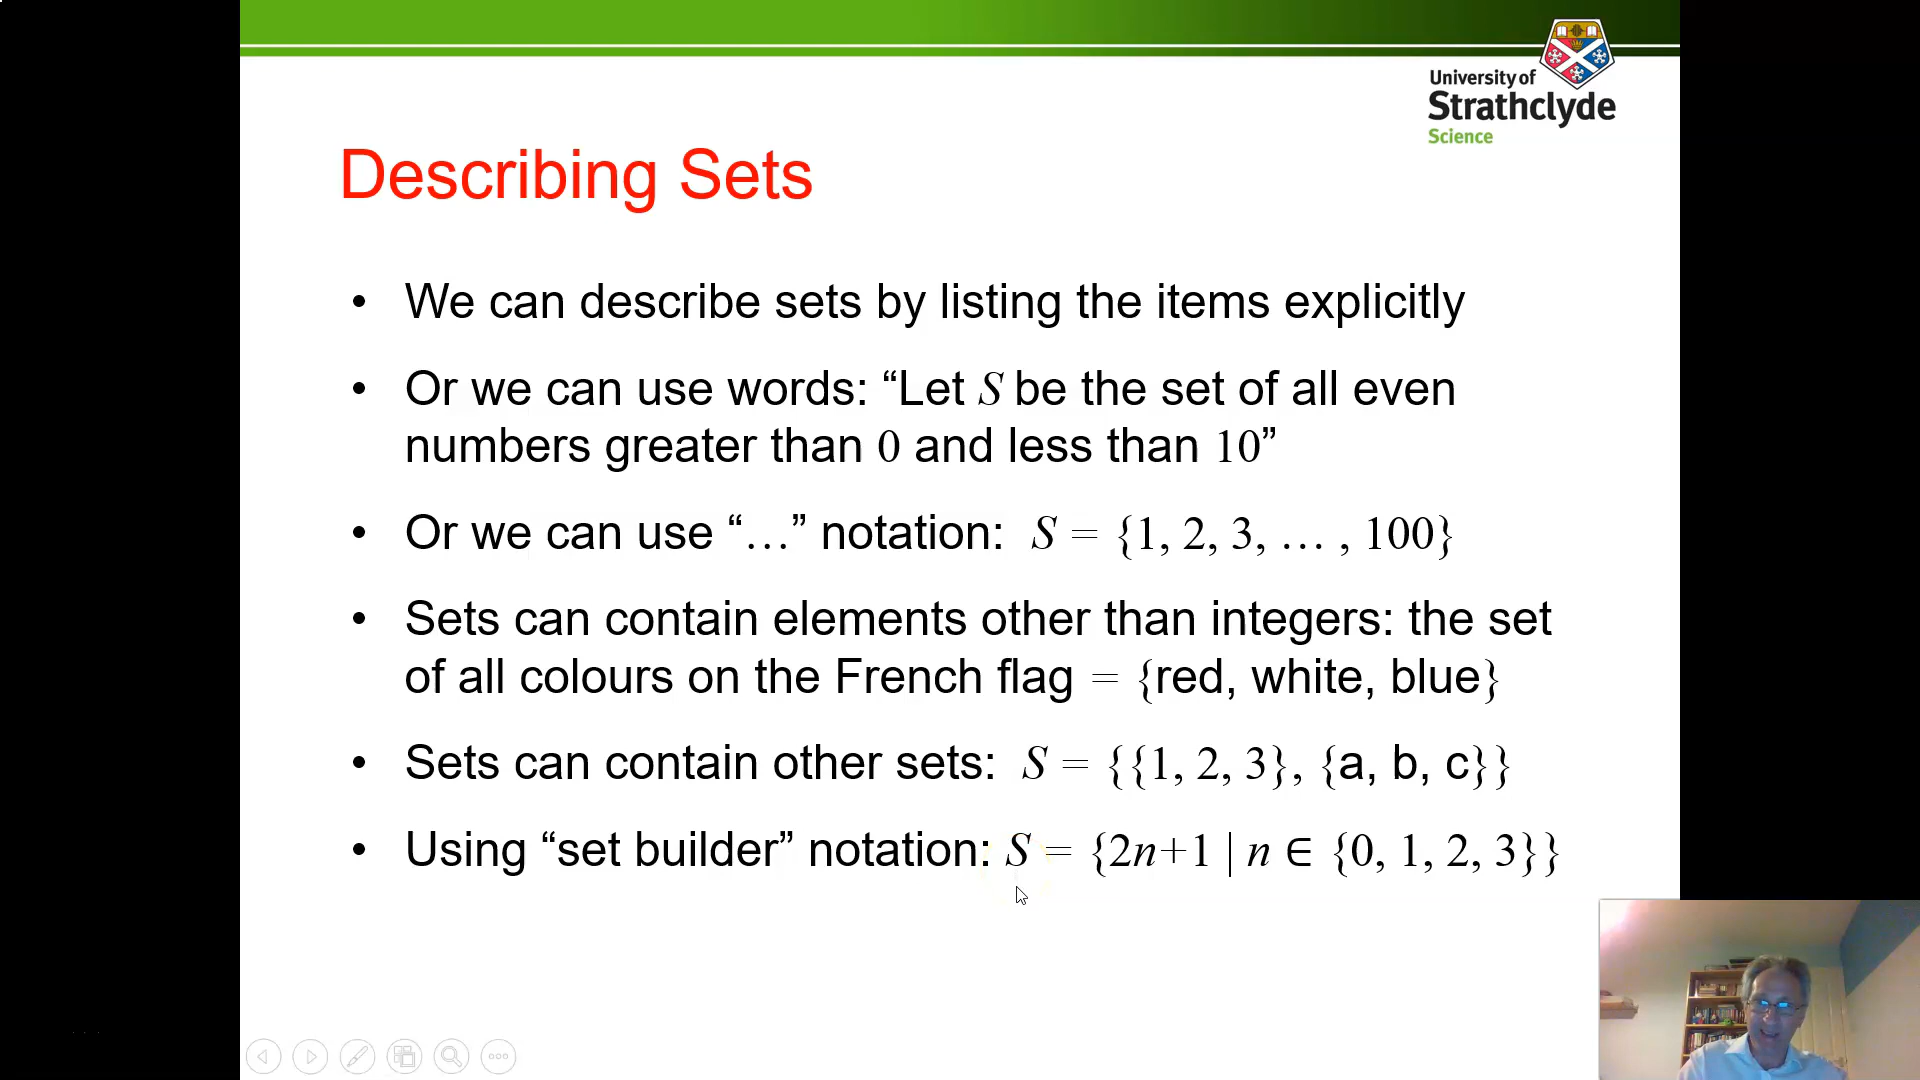 University of
Strathclyde
Science
Describing Sets
• We can describe sets by listing the items explicitly
• Or we can use words: “Let S be the set of all even
numbers greater than 0 and less than 10”
• Or we can use “…” notation: S = {1, 2, 3, … , 100}
• Sets can contain elements other than integers: the set
of all colours on the French flag = {red, white, blue}
• Sets can contain other sets: S = {{1, 2, 3}, {a, b, c}}
• Using “set builder” notation: S = {2n+1 | n ∈ {0, 1, 2, 3}}